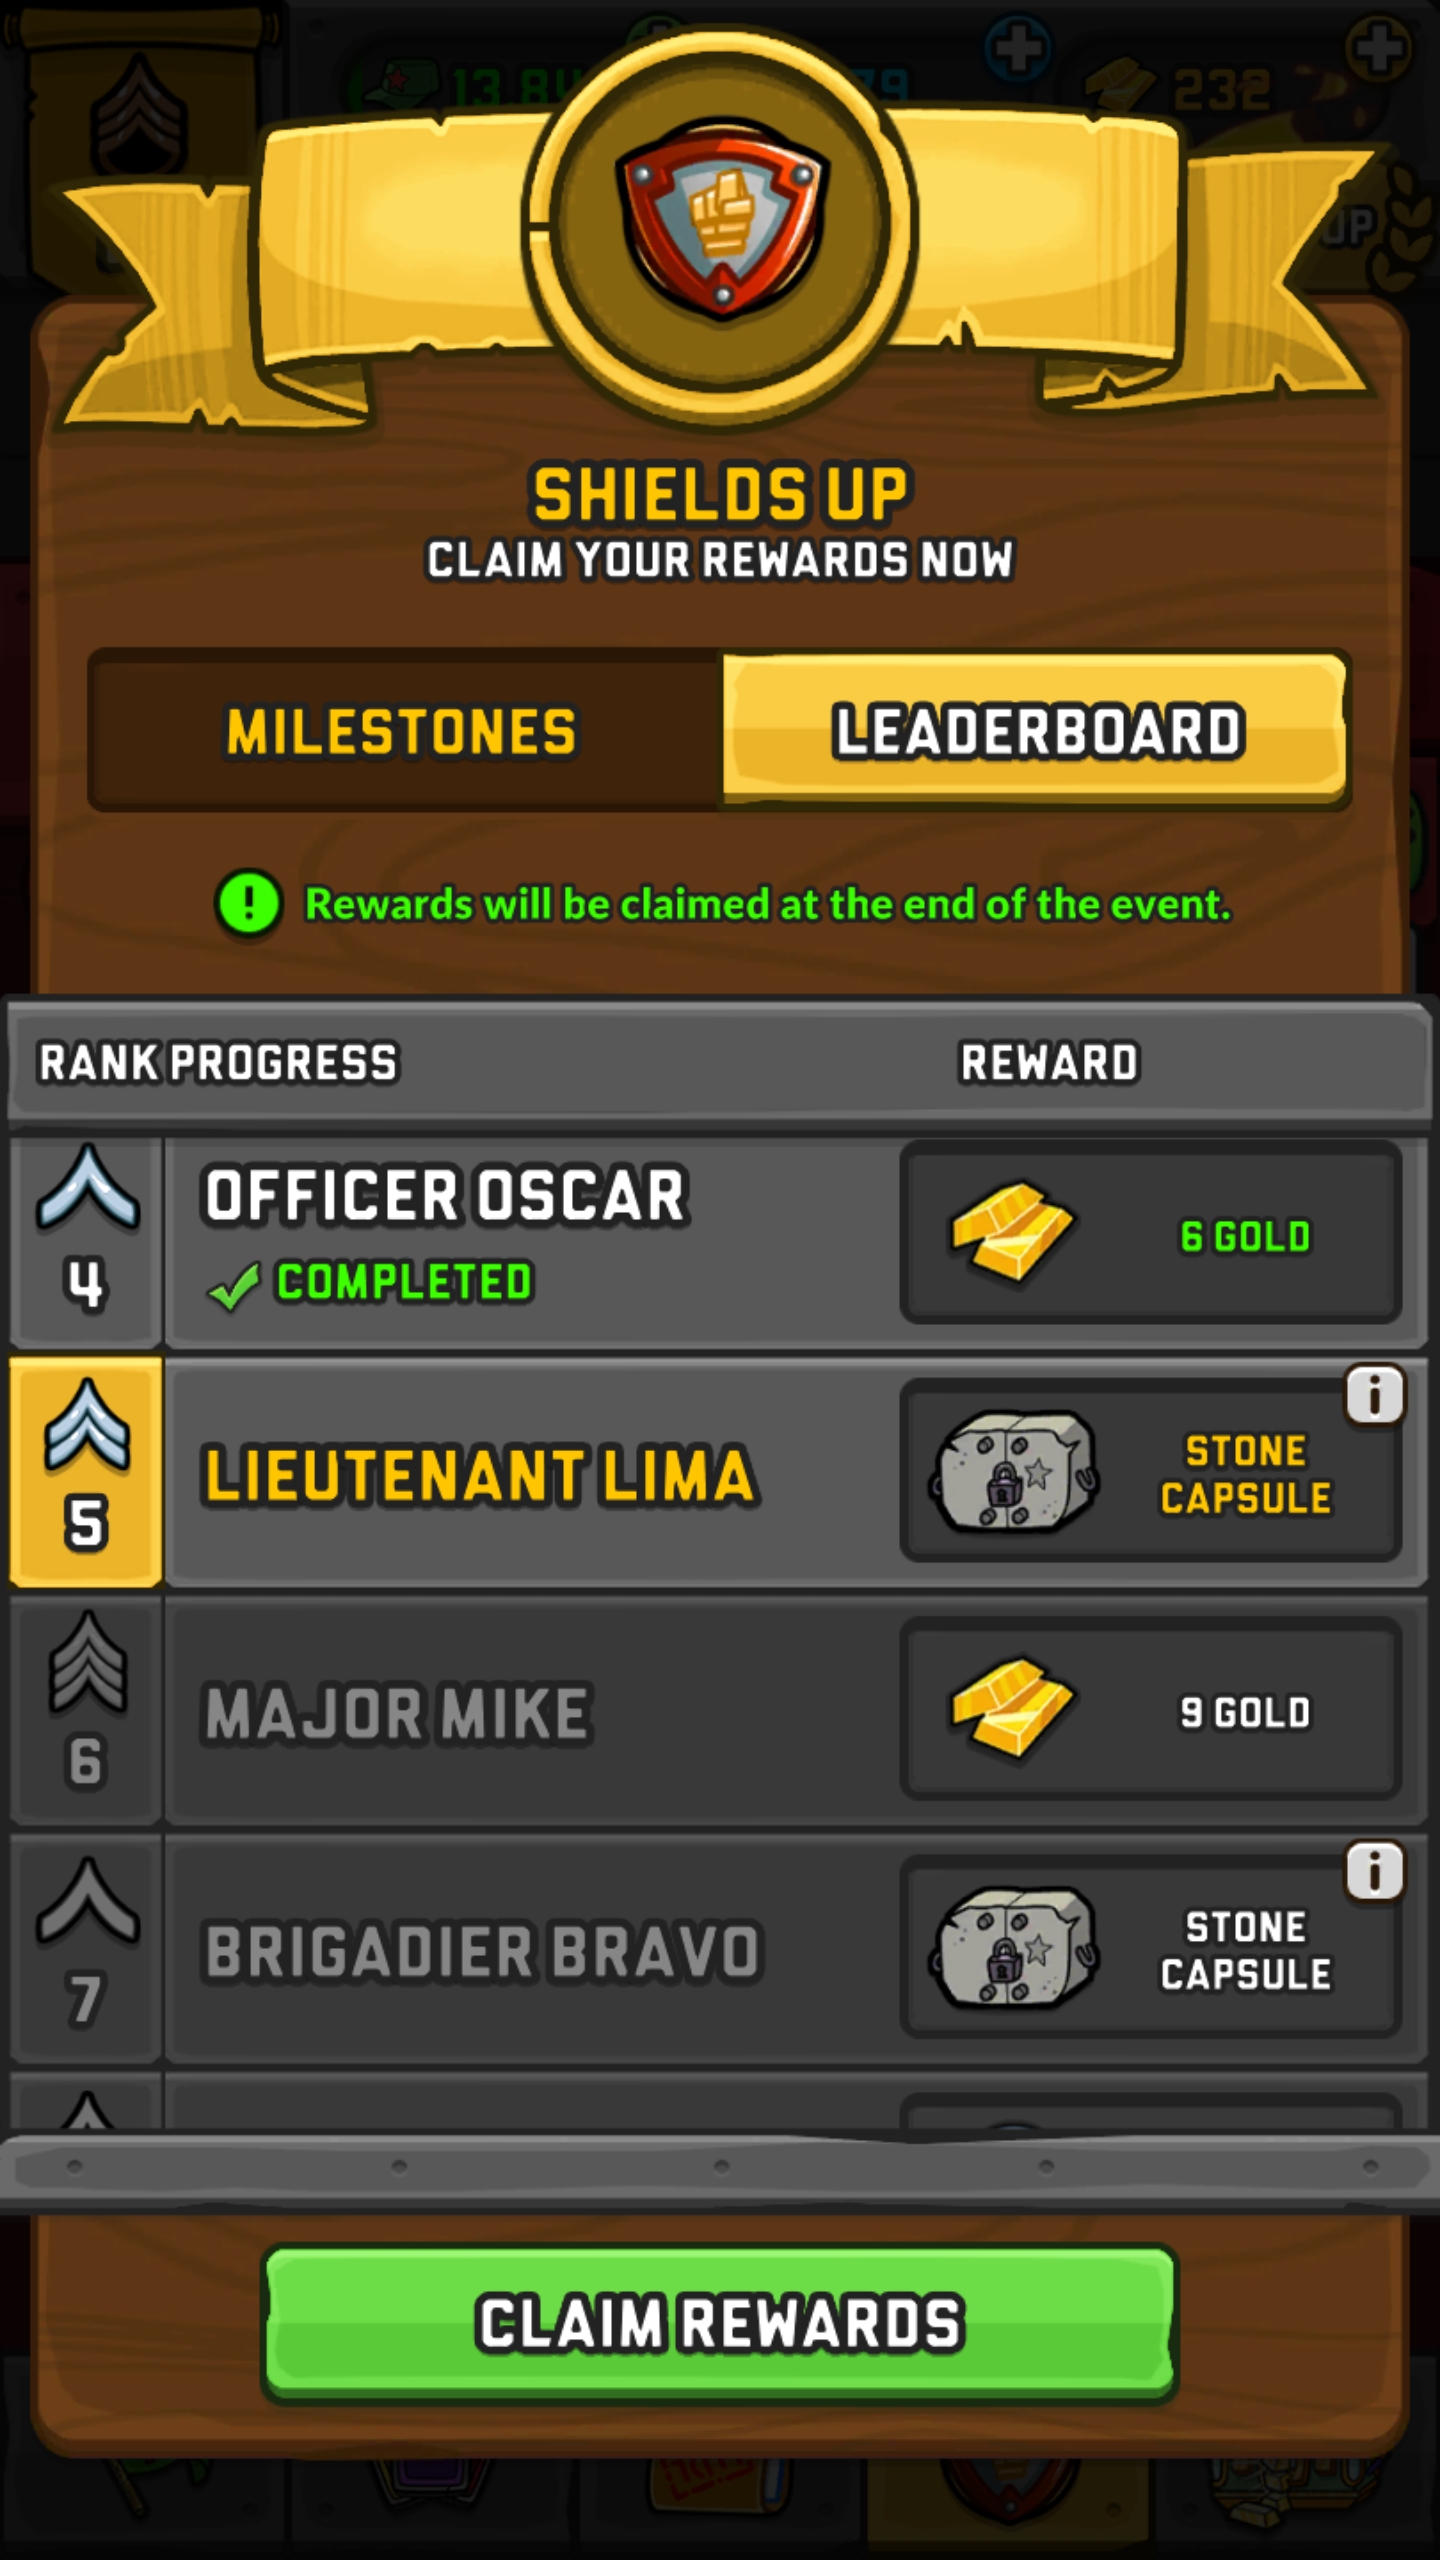 232
UP
SHIELDS UP
CLAIM YOUR REWARDS NOW
MILESTONES
LEADERBOARD
! Rewards will be claimed at the end of the event.
RANK PROGRESS
REWARD
OFFICER OSCAR
4
COMPLETED
6 GOLD
i
5
LIEUTENANT LIMA
STONE
CAPSULE
6
MAJOR MIKE
9 GOLD
i
7
BRIGADIER BRAVO
STONE
CAPSULE
CLAIM REWARDS